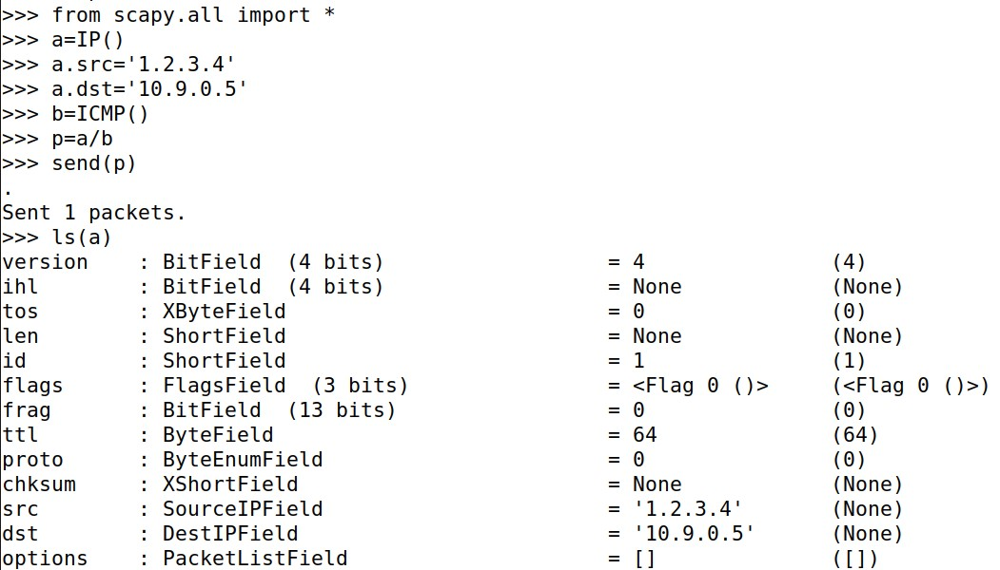 >>> from scapy.all import *
>>> a=IP()
>>> a.src='1.2.3.4'
>>> a.dst='10.9.0.5'
>>> b=ICMP()
>>> p=a/b
>>> send(p)
.
Sent 1 packets.
>>> ls(a)
version    : BitField  (4 bits)                  = 4               (4)
ihl        : BitField  (4 bits)                  = None            (None)
tos        : XByteField                          = 0               (0)
len        : ShortField                          = None            (None)
id         : ShortField                          = 1               (1)
flags      : FlagsField  (3 bits)                = <Flag 0 ()>     (<Flag 0 ()>)
frag       : BitField  (13 bits)                 = 0               (0)
ttl        : ByteField                           = 64              (64)
proto      : ByteEnumField                       = 0               (0)
chksum     : XShortField                         = None            (None)
src        : SourceIPField                       = '1.2.3.4'       (None)
dst        : DestIPField                         = '10.9.0.5'      (None)
options    : PacketListField                     = []              ([])